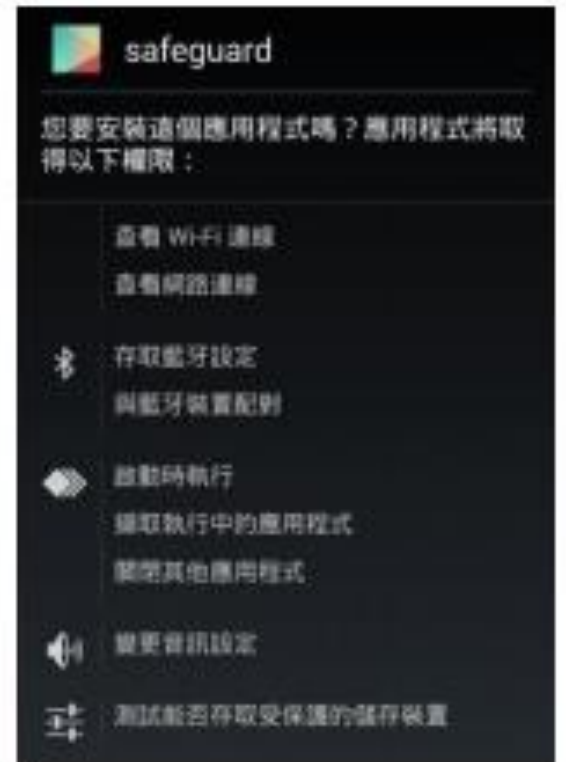 safeguard
您要安裝這個應用程式嗎？應用程式將取
得以下權限：
查看 Wi-Fi 連線
查看網路連線
存取藍牙設定
與藍牙裝置配對
啟動時執行
擷取執行中的應用程式
關閉其他應用程式
變更音訊設定
測試能否存取受保護的儲存裝置